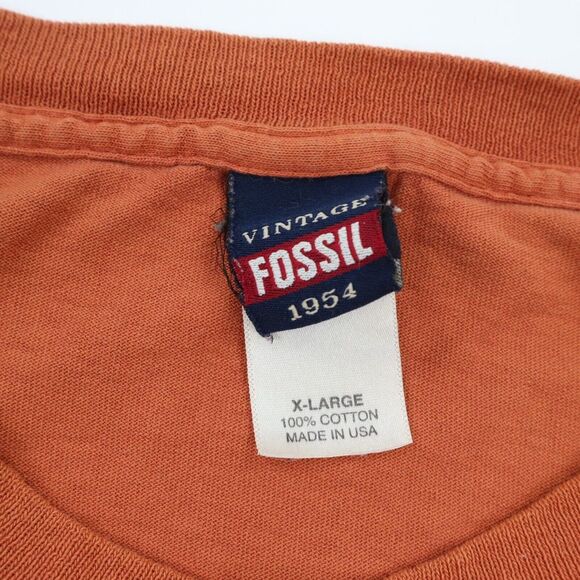 VINTAGE
FOSSIL
1954
X-LARGE
100% COTTON
MADE IN USA